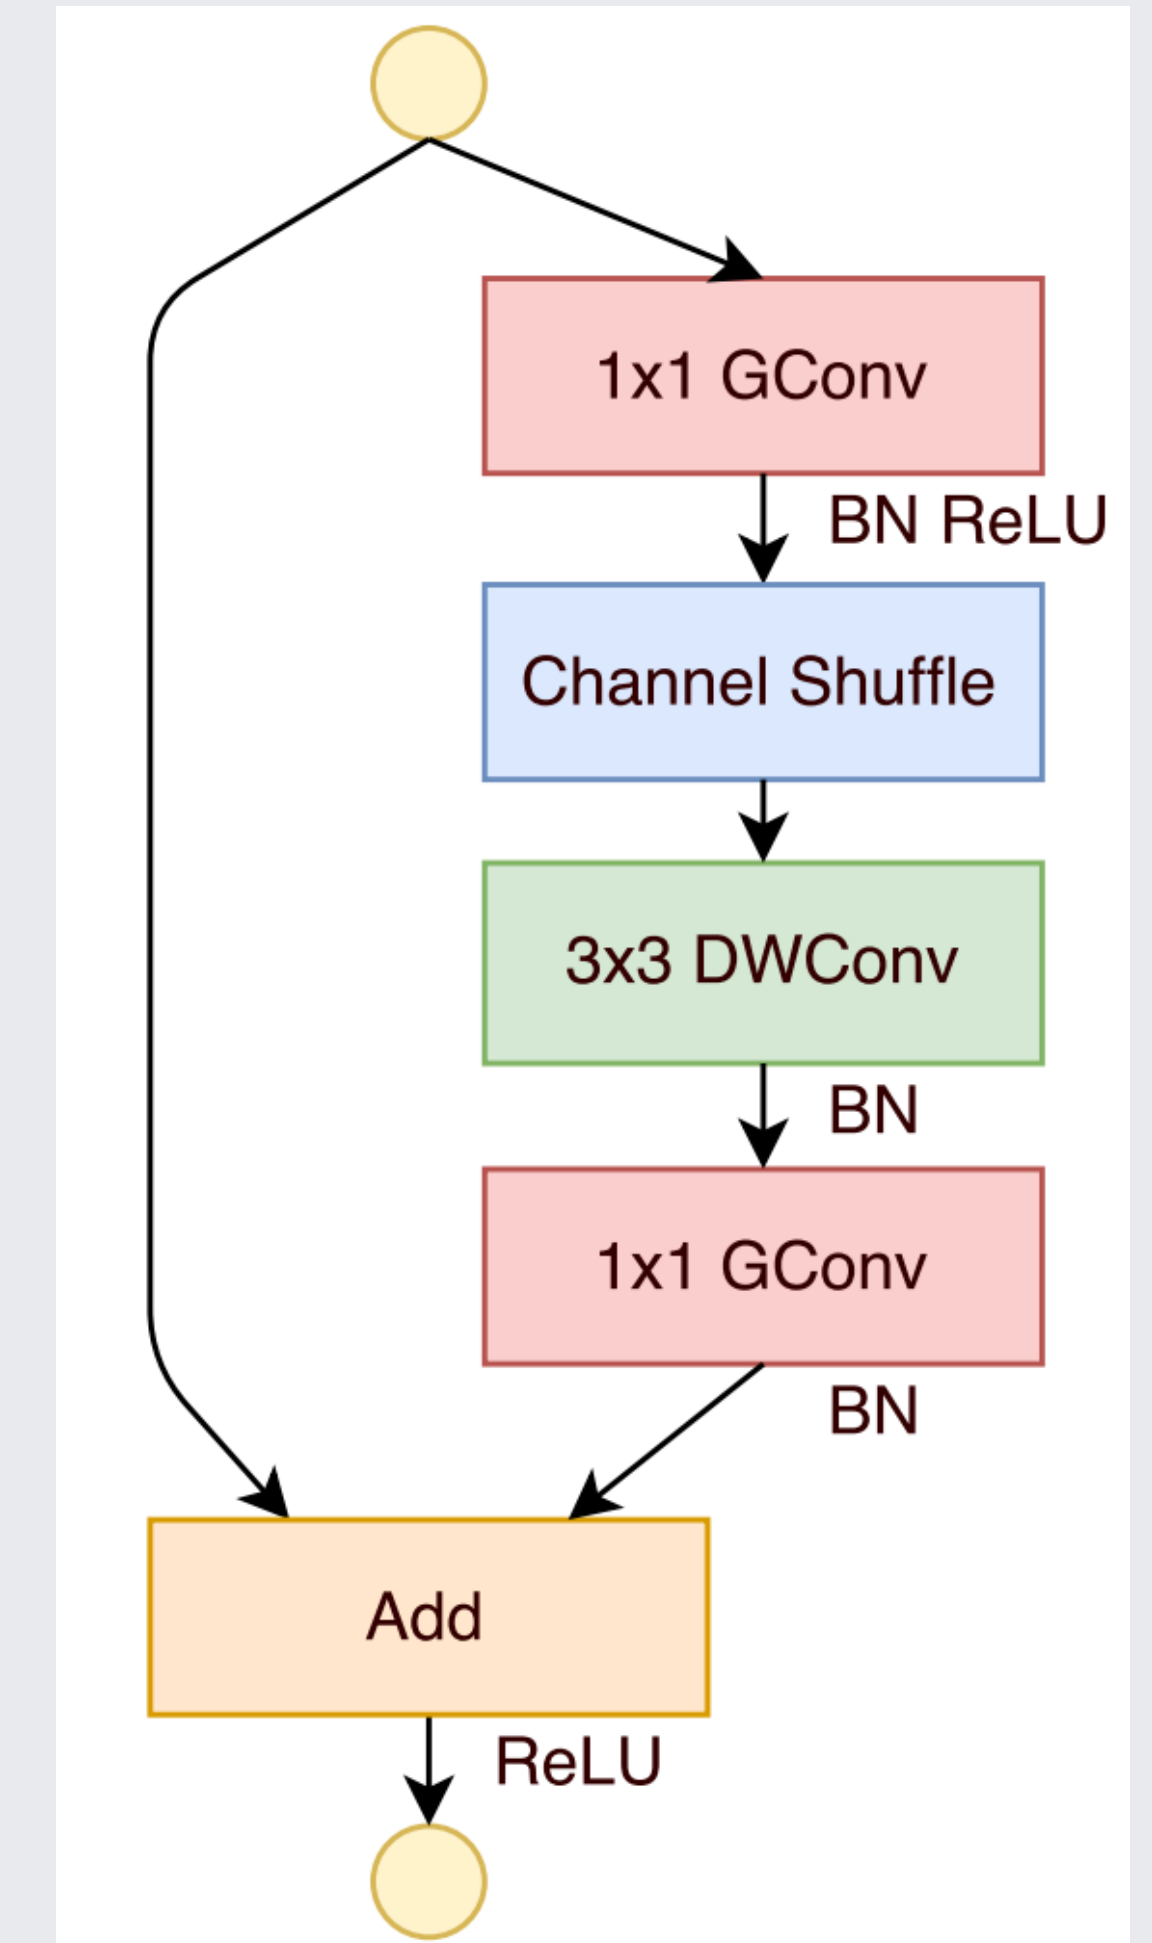 1x1 GConv
BN ReLU
Channel Shuffle
3x3 DWConv
BN
1x1 GConv
BN
Add
ReLU